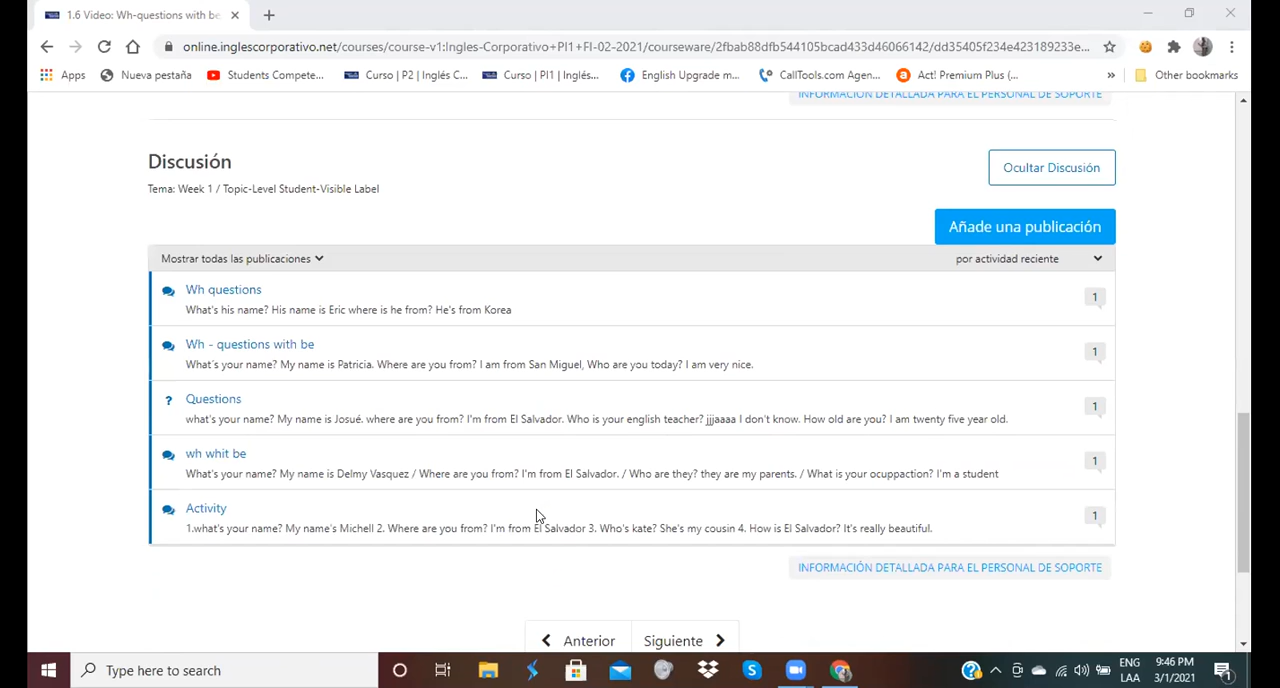 1.6 Video: Wh-questions with be
online.inglescorporativo.net/courses/course-v1:Ingles-Corporativo+PI1+FI-02-2021/courseware/2fbab88dfb544105bcad433d46066142/dd35405f234e423189233e...
Apps Nueva pestaña Students Compete... Curso | P2 | Inglés C... Curso | PI1 | Inglés... English Upgrade m... CallTools.com Agen... Act! Premium Plus (... » Other bookmarks
INFORMACIÓN DETALLADA PARA EL PERSONAL DE SOPORTE
Discusión
Ocultar Discusión
Tema: Week 1 / Topic-Level Student-Visible Label
Añade una publicación
Mostrar todas las publicaciones por actividad reciente
Wh questions
1
What's his name? His name is Eric where is he from? He's from Korea
Wh - questions with be
1
What's your name? My name is Patricia. Where are you from? I am from San Miguel, Who are you today? I am very nice.
? Questions
1
what's your name? My name is Josué. where are you from? I'm from El Salvador. Who is your english teacher? jjjaaaa I don't know. How old are you? I am twenty five year old.
wh whit be
1
What's your name? My name is Delmy Vasquez / Where are you from? I'm from El Salvador. / Who are they? they are my parents. / What is your ocuppaction? I'm a student
Activity
1
1.what's your name? My name's Michell 2. Where are you from? I'm from El Salvador 3. Who's kate? She's my cousin 4. How is El Salvador? It's really beautiful.
INFORMACIÓN DETALLADA PARA EL PERSONAL DE SOPORTE
Anterior Siguiente
Type here to search
ENG 9:46 PM
LAA 3/1/2021